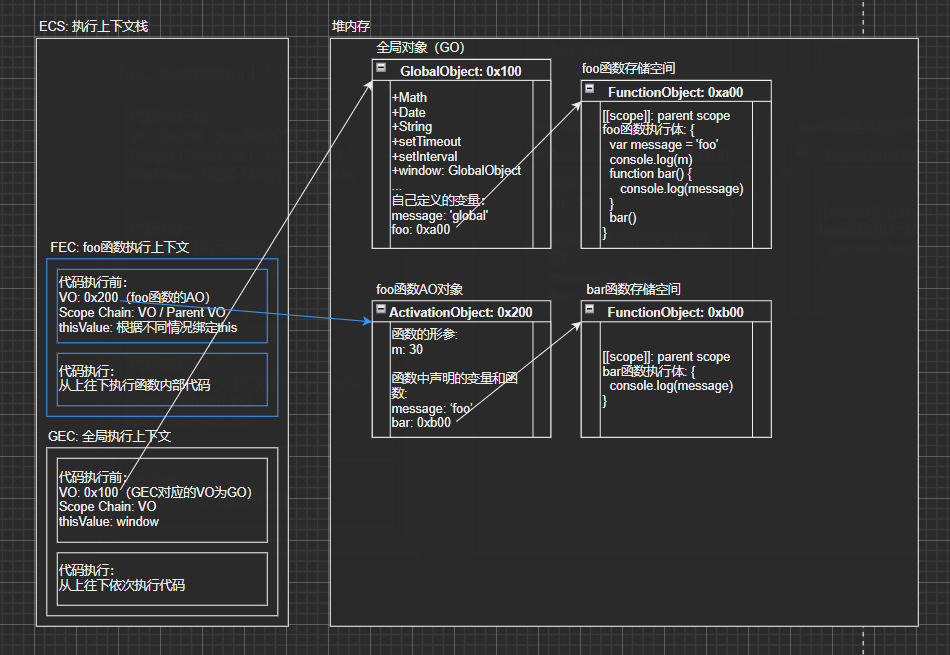 ECS: 执行上下文栈
FEC: foo函数执行上下文
代码执行前:
VO: 0x200（foo函数的AO）
Scope Chain: VO / Parent VO
thisValue: 根据不同情况绑定this
代码执行:
从上往下执行函数内部代码
GEC: 全局执行上下文
代码执行前:
VO: 0x100（GEC对应的VO为GO）
Scope Chain: VO
thisValue: window
代码执行:
从上往下依次执行代码
堆内存
全局对象（GO）
GlobalObject: 0x100
+Math
+Date
+String
+setTimeout
+setInterval
+window: GlobalObject
...
自己定义的变量:
message: 'global'
foo: 0xa00
foo函数存储空间
FunctionObject: 0xa00
[[scope]]: parent scope
foo函数执行体: {
var message = 'foo'
console.log(m)
function bar() {
console.log(message)
}
bar()
}
foo函数AO对象
ActivationObject: 0x200
函数的形参:
m: 30
函数中声明的变量和函
数:
message: ‘foo’
bar: 0xb00
bar函数存储空间
FunctionObject: 0xb00
[[scope]]: parent scope
bar函数执行体: {
console.log(message)
}